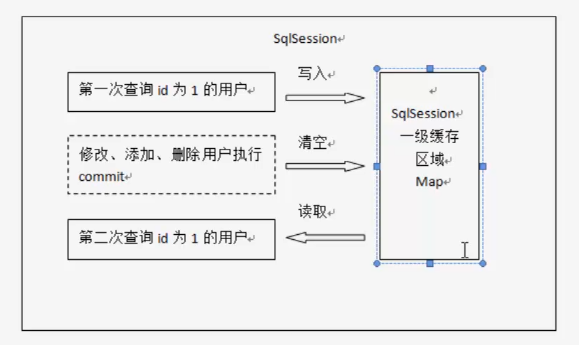 SqlSession
第一次查询 id 为 1 的用户
写入
SqlSession
一级缓存
区域
Map
修改、添加、删除用户执行
commit
清空
第二次查询 id 为 1 的用户
读取